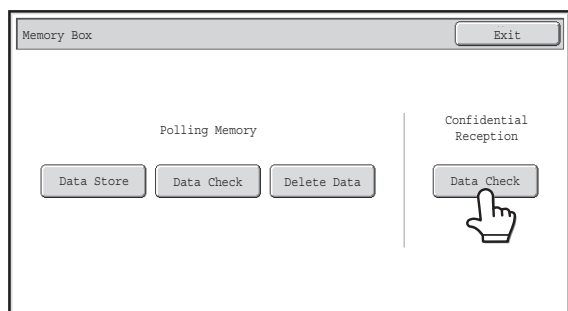 Memory Box
Exit
Polling Memory
Confidential
Reception
Data Store
Data Check
Delete Data
Data Check